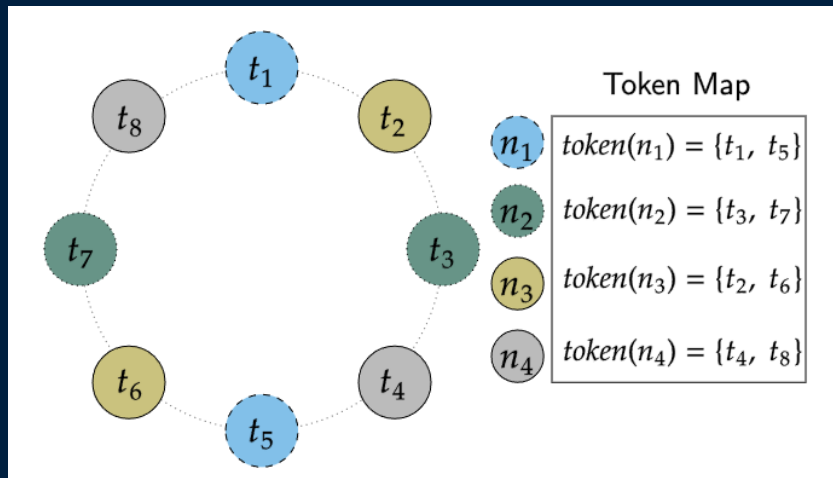 t₁
t₂
t₃
t₄
t₅
t₆
t₇
t₈
Token Map
n₁ token(n₁) = {t₁, t₅}
n₂ token(n₂) = {t₃, t₇}
n₃ token(n₃) = {t₂, t₆}
n₄ token(n₄) = {t₄, t₈}